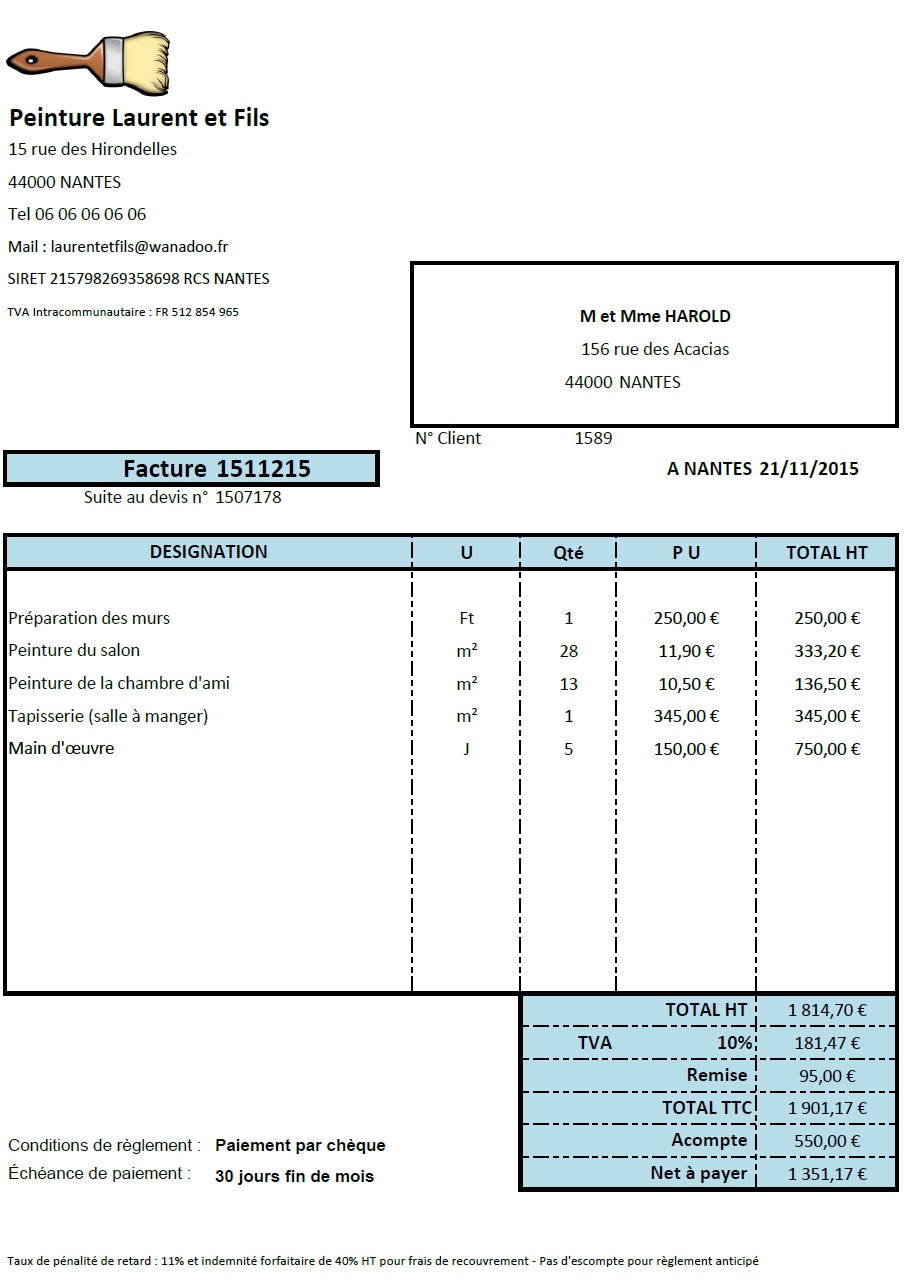 Peinture Laurent et Fils
15 rue des Hirondelles
44000 NANTES
Tel 06 06 06 06 06
Mail : laurentetfils@wanadoo.fr
SIRET 215798269358698 RCS NANTES
TVA Intracommunautaire : FR 512 854 965
M et Mme HAROLD
156 rue des Acacias
44000 NANTES
N° Client 1589
Facture 1511215
A NANTES 21/11/2015
Suite au devis n° 1507178
DESIGNATION U Qté P U TOTAL HT
Préparation des murs Ft 1 250,00 € 250,00 €
Peinture du salon m² 28 11,90 € 333,20 €
Peinture de la chambre d'ami m² 13 10,50 € 136,50 €
Tapisserie (salle à manger) m² 1 345,00 € 345,00 €
Main d'œuvre J 5 150,00 € 750,00 €
TOTAL HT 1 814,70 €
TVA 10% 181,47 €
Remise 95,00 €
TOTAL TTC 1 901,17 €
Acompte 550,00 €
Net à payer 1 351,17 €
Conditions de règlement : Paiement par chèque
Échéance de paiement : 30 jours fin de mois
Taux de pénalité de retard : 11% et indemnité forfaitaire de 40% HT pour frais de recouvrement - Pas d'escompte pour règlement anticipé